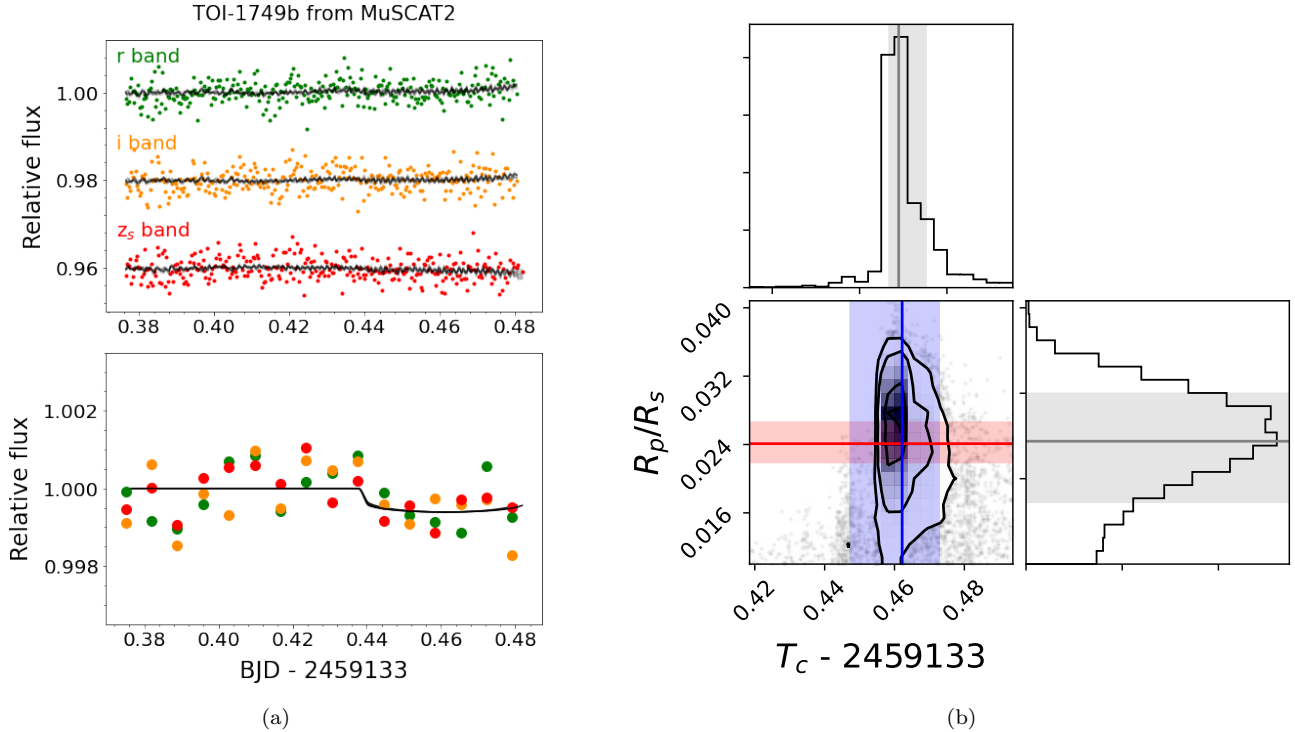 TOI-1749b from MuSCAT2
r band
i band
z_s band
Relative flux
1.00
0.98
0.96
0.38 0.40 0.42 0.44 0.46 0.48
Relative flux
1.002
1.000
0.998
0.38 0.40 0.42 0.44 0.46 0.48
BJD - 2459133
(a)
R_p/R_s
0.040
0.032
0.024
0.016
0.42 0.44 0.46 0.48
T_c - 2459133
(b)